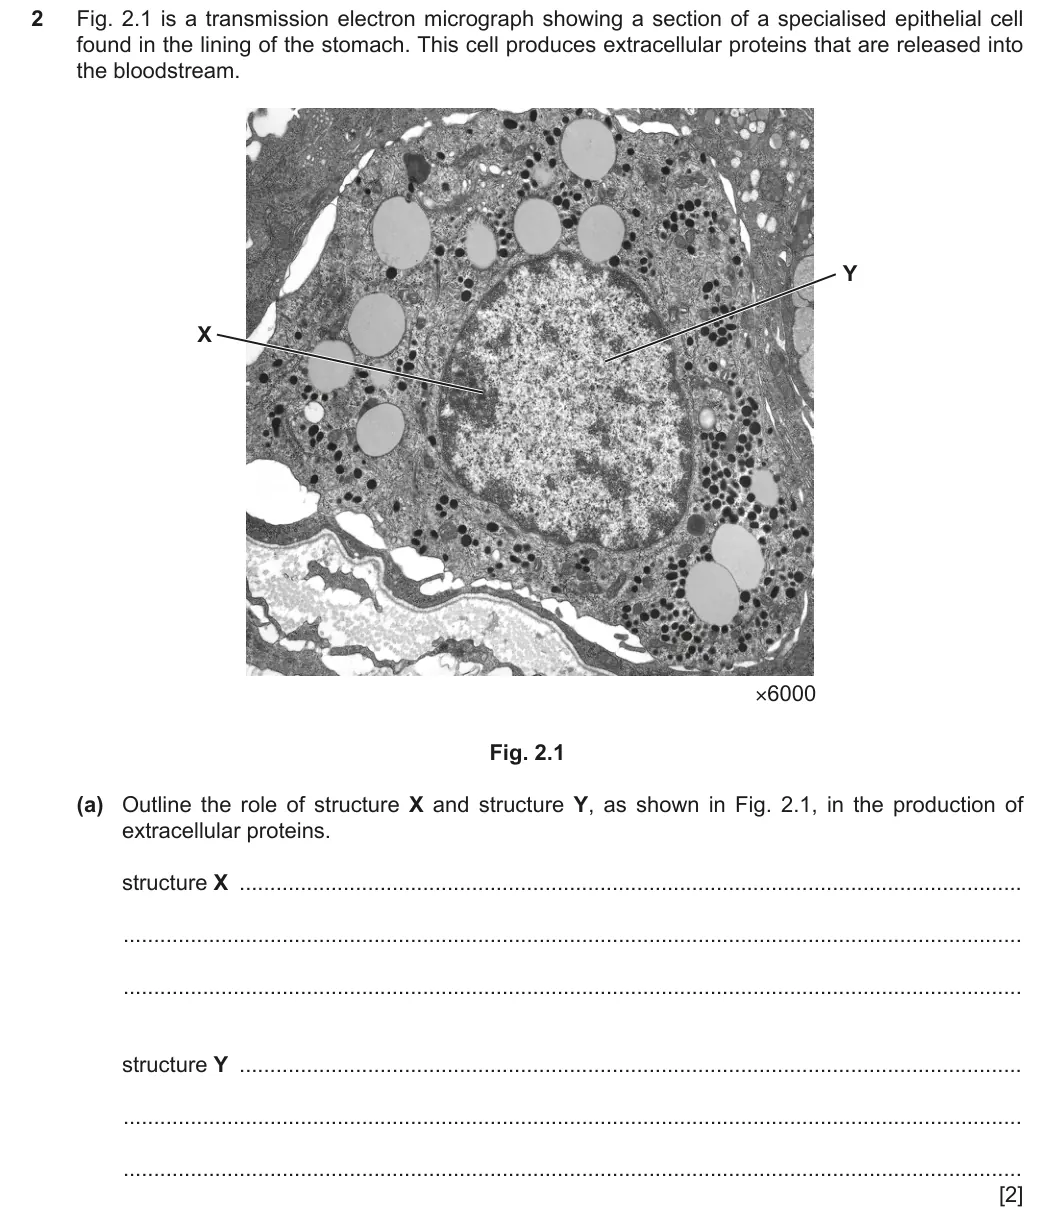 2 Fig. 2.1 is a transmission electron micrograph showing a section of a specialised epithelial cell
found in the lining of the stomach. This cell produces extracellular proteins that are released into
the bloodstream.
Y
X
×6000
Fig. 2.1
(a) Outline the role of structure X and structure Y, as shown in Fig. 2.1, in the production of
extracellular proteins.
structure X ................................................................................................................................
...................................................................................................................................................
...................................................................................................................................................
structure Y ................................................................................................................................
...................................................................................................................................................
...................................................................................................................................................
[2]